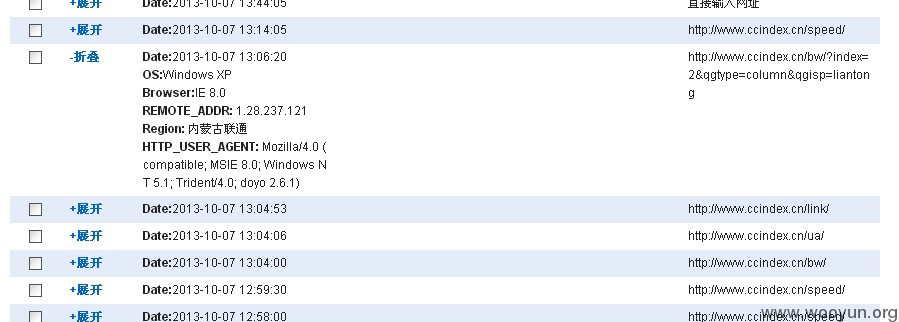 +展开 Date:2013-10-07 13:44:05 直接输入网址
+展开 Date:2013-10-07 13:14:05 http://www.ccindex.cn/speed/
-折叠 Date:2013-10-07 13:06:20 http://www.ccindex.cn/bw/?index=
OS:Windows XP 2&qgtype=column&qgisp=lianton
Browser:IE 8.0 g
REMOTE_ADDR: 1.28.237.121
Region: 内蒙古联通
HTTP_USER_AGENT: Mozilla/4.0 (
compatible; MSIE 8.0; Windows N
T 5.1; Trident/4.0; doyo 2.6.1)
+展开 Date:2013-10-07 13:04:53 http://www.ccindex.cn/link/
+展开 Date:2013-10-07 13:04:06 http://www.ccindex.cn/ua/
+展开 Date:2013-10-07 13:04:00 http://www.ccindex.cn/bw/
+展开 Date:2013-10-07 12:59:30 http://www.ccindex.cn/speed/
+展开 Date:2013-10-07 12:58:00 http://www.ccindex.cn/speed/
www.wooyun.org